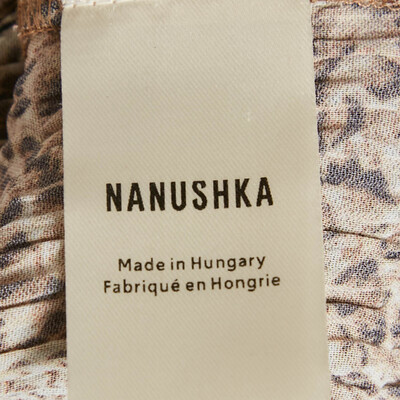 NANUSHKA
Made in Hungary
Fabriqué en Hongrie